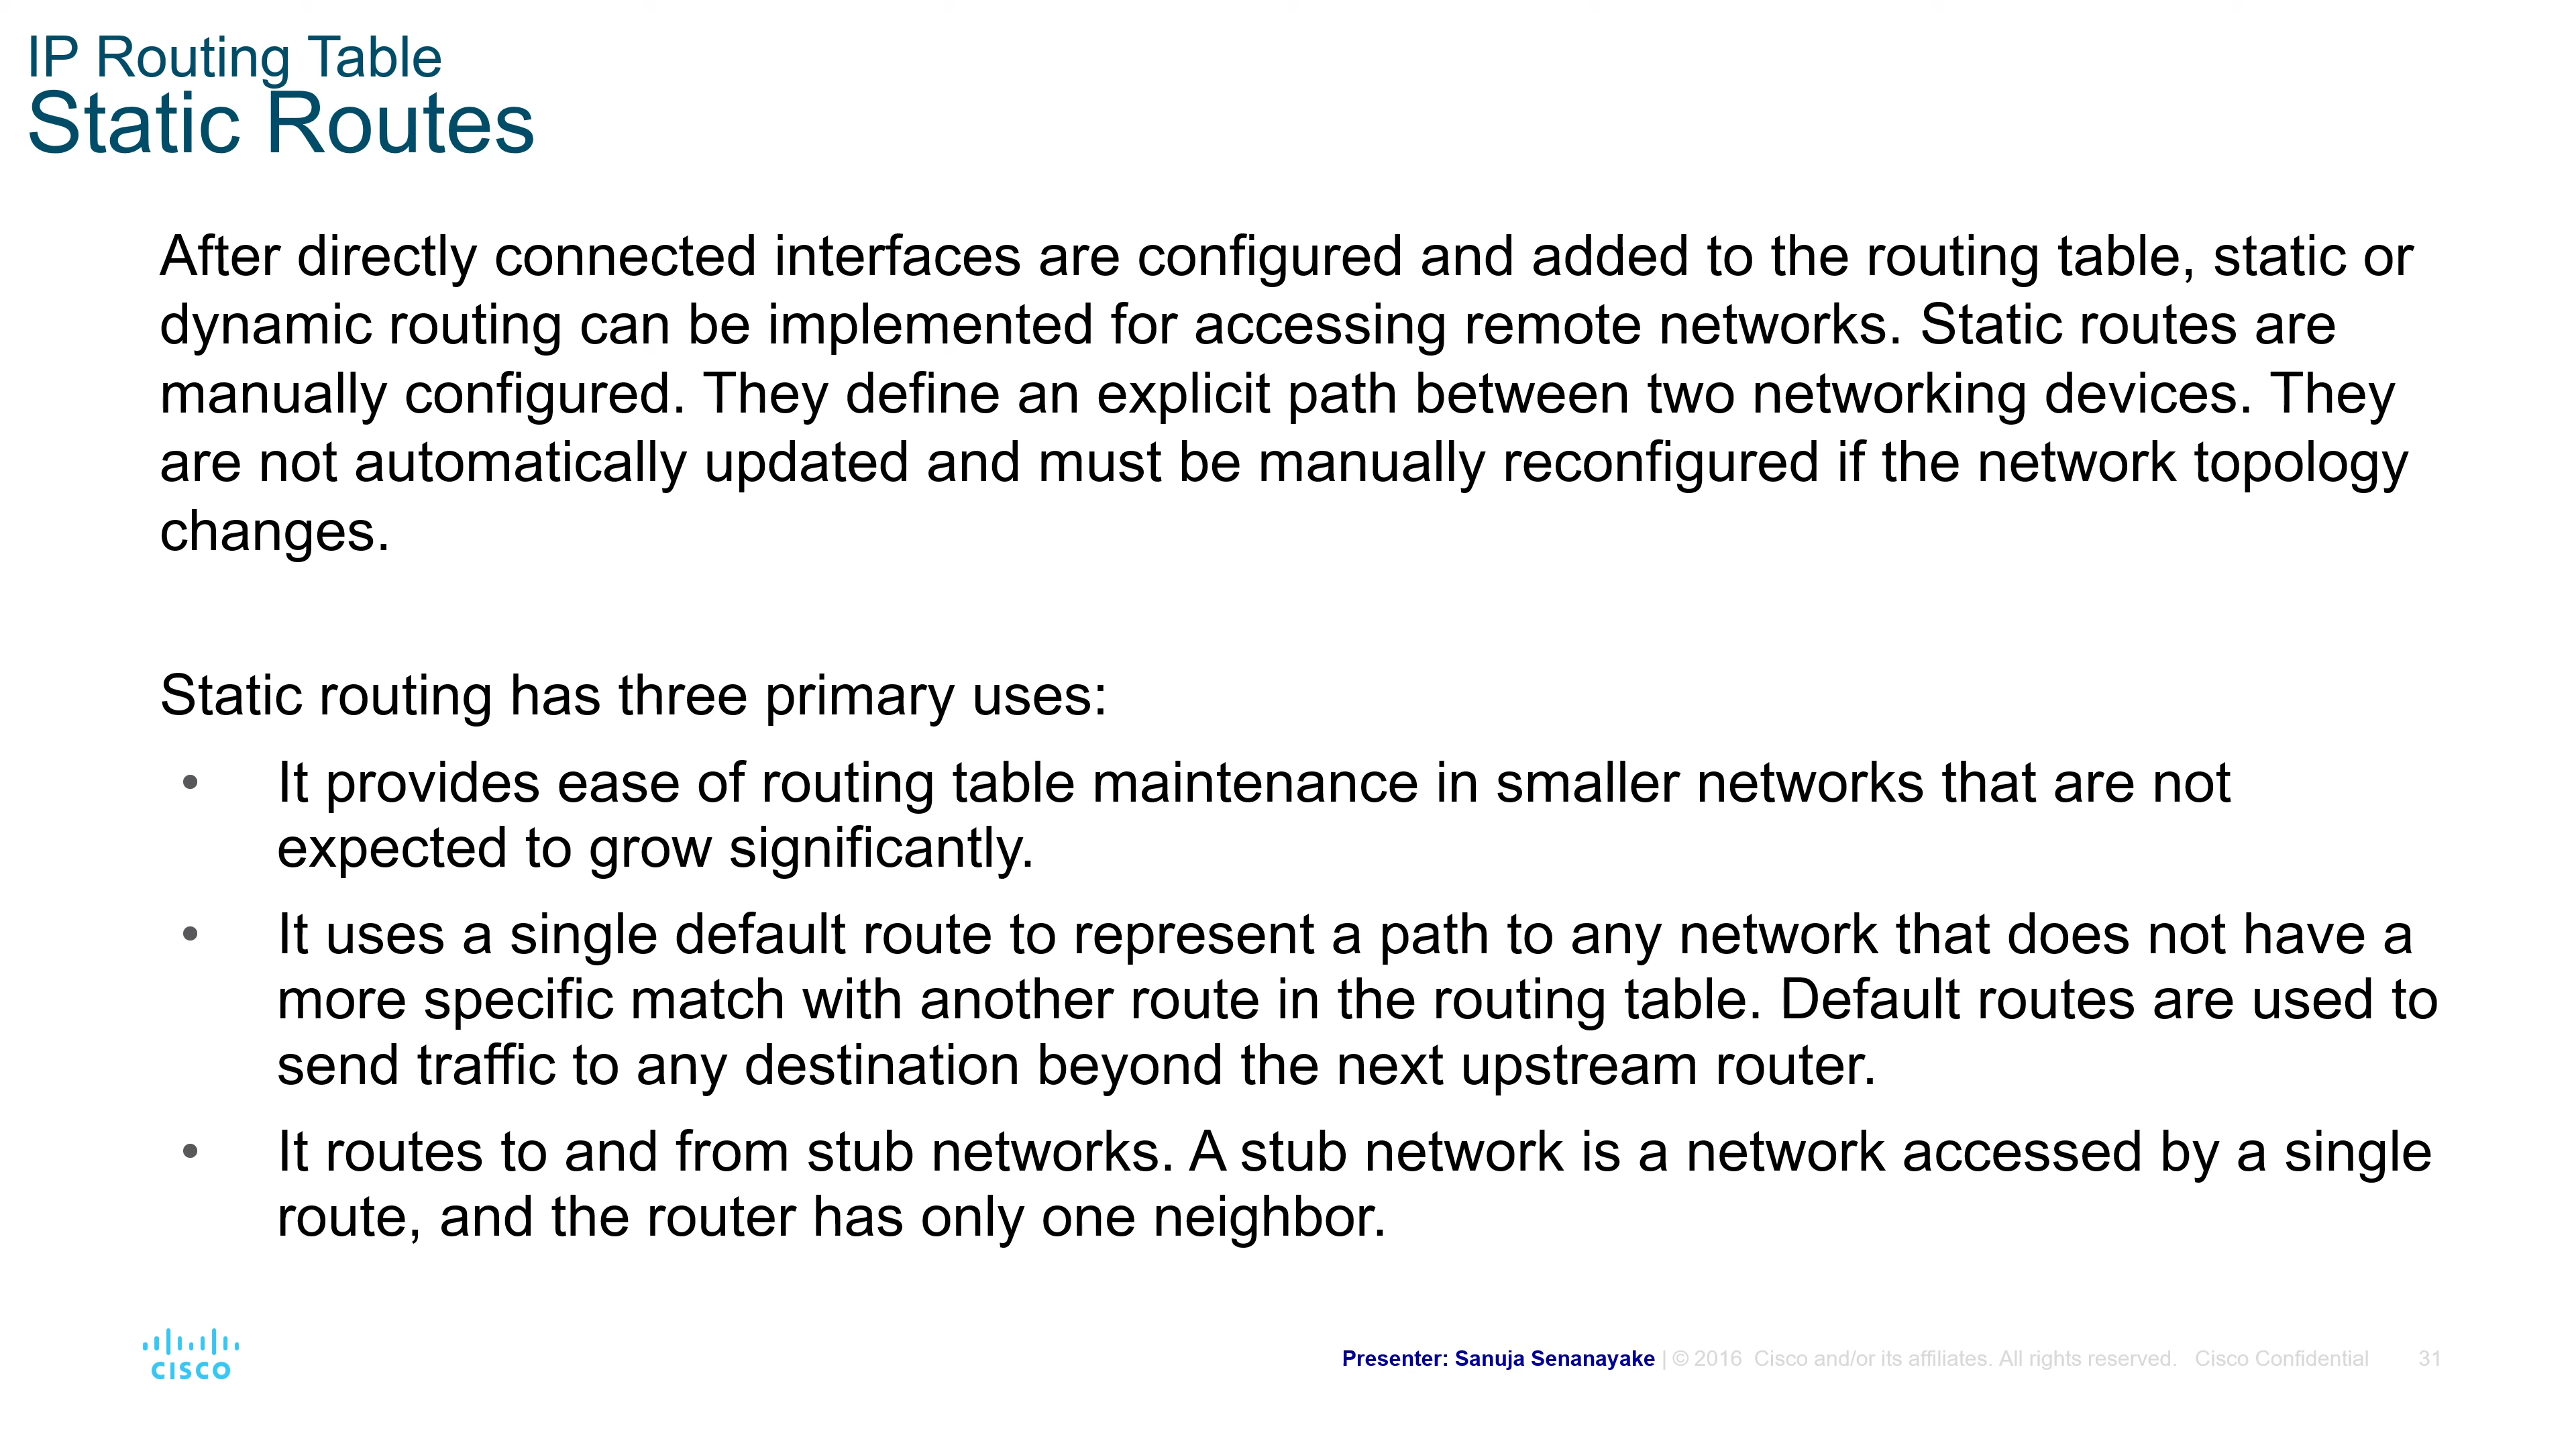 IP Routing Table
Static Routes
After directly connected interfaces are configured and added to the routing table, static or
dynamic routing can be implemented for accessing remote networks. Static routes are
manually configured. They define an explicit path between two networking devices. They
are not automatically updated and must be manually reconfigured if the network topology
changes.
Static routing has three primary uses:
• It provides ease of routing table maintenance in smaller networks that are not
expected to grow significantly.
• It uses a single default route to represent a path to any network that does not have a
more specific match with another route in the routing table. Default routes are used to
send traffic to any destination beyond the next upstream router.
• It routes to and from stub networks. A stub network is a network accessed by a single
route, and the router has only one neighbor.
CISCO
Presenter: Sanuja Senanayake | © 2016 Cisco and/or its affiliates. All rights reserved. Cisco Confidential 31